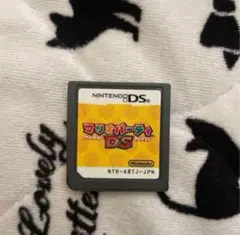 NINTENDO DS
マリオパーティ
DS
Nintendo
NTR-A8TJ-JPN
Lovely